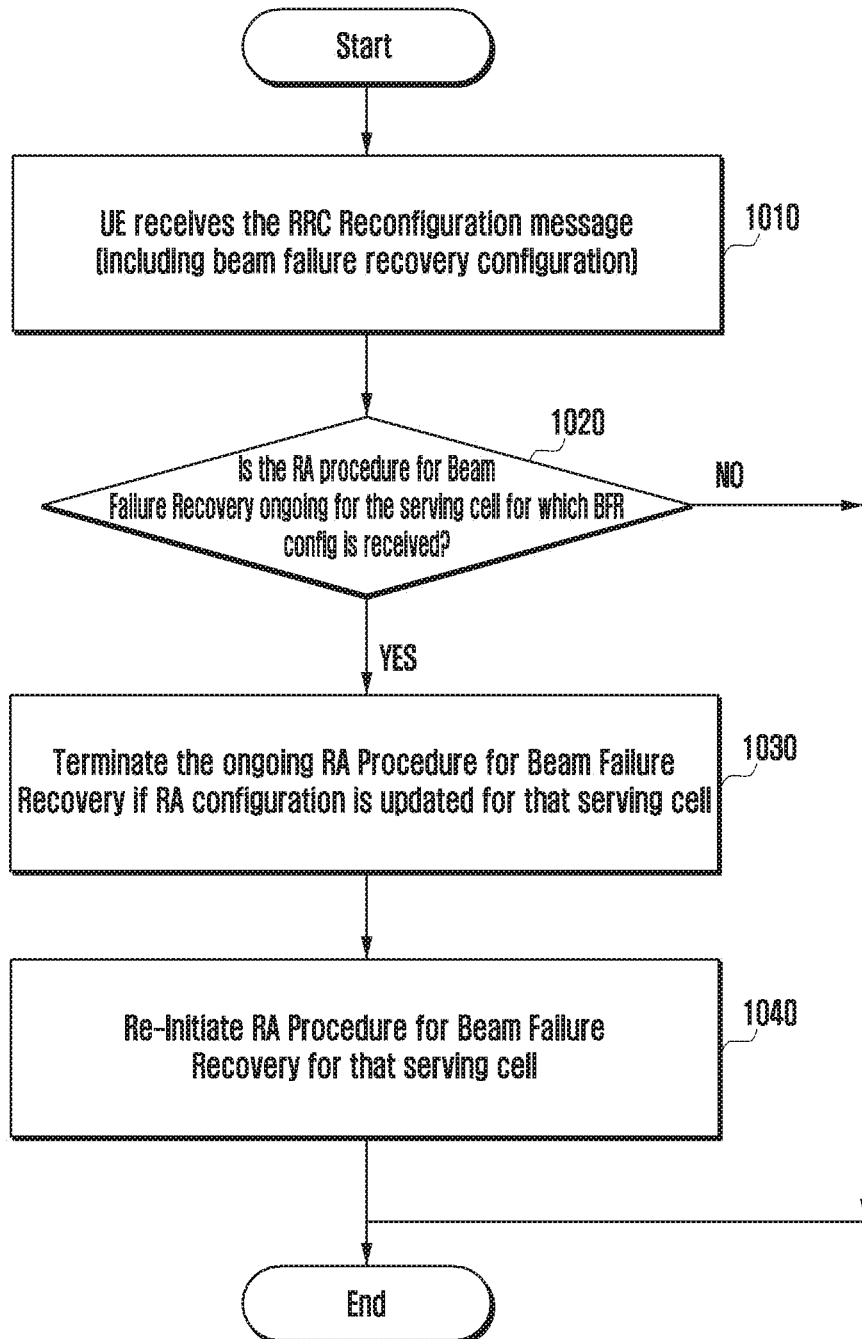 Start
UE receives the RRC Reconfigruation message
(including beam failure recovery configuration)
1010
1020
Is the RA procedure for Beam
Failure Recovery ongoing for the serving cell for which BFR
config is received?
NO
YES
Terminate the ongoing RA Procedure for Beam Failure
Recovery if RA configuration is updated for that serving cell
1030
Re-Initiate RA Procedure for Beam Failure
Recovery for that serving cell
1040
End